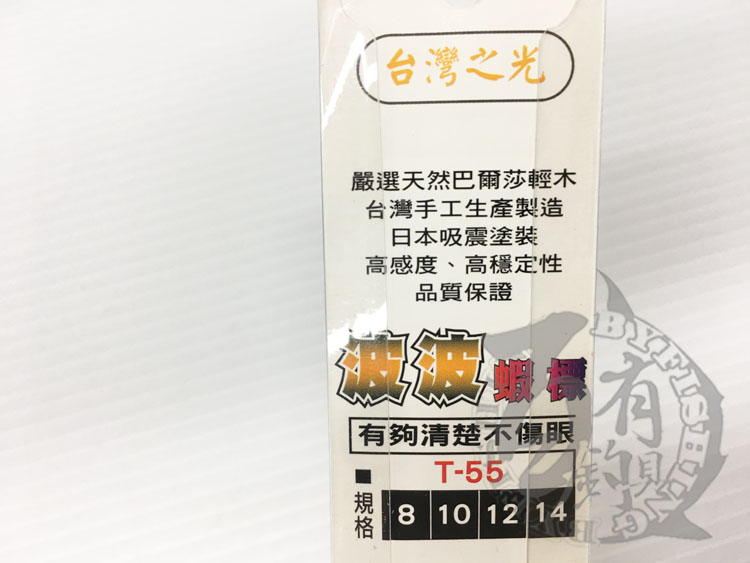 台灣之光
嚴選天然巴爾莎輕木
台灣手工生產製造
日本吸震塗裝
高感度、高穩定性
品質保證
波波蝦標
有夠清楚不傷眼
T-55
■規格 8 10 12 14
BYFISHING
有釣具